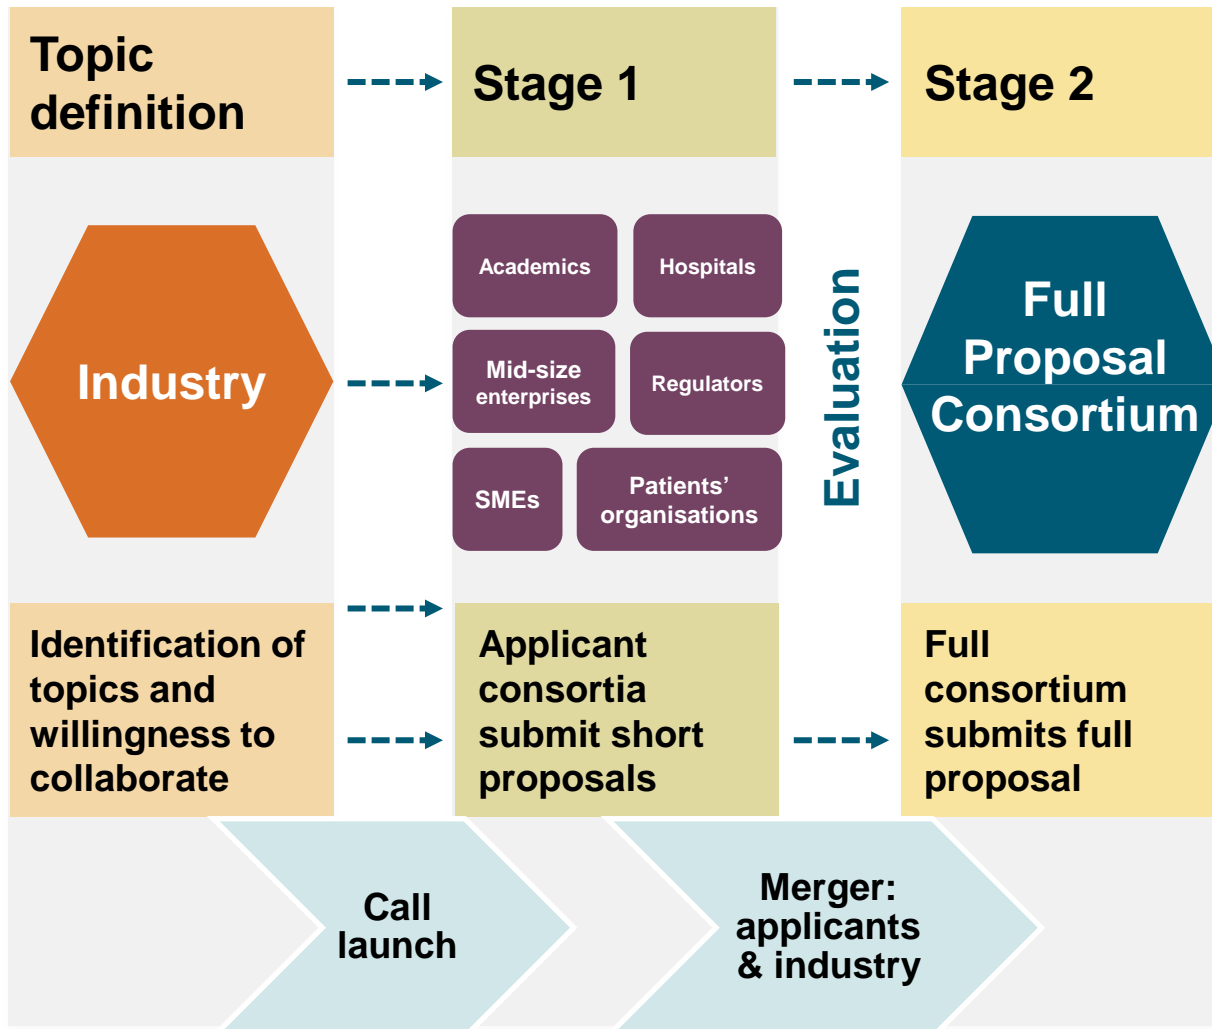 Topic
definition
Stage 1
Stage 2
Industry
Academics
Hospitals
Mid-size
enterprises
Regulators
SMEs
Patients’
organisations
Evaluation
Full
Proposal
Consortium
Identification of
topics and
willingness to
collaborate
Applicant
consortia
submit short
proposals
Full
consortium
submits full
proposal
Call
launch
Merger:
applicants
& industry